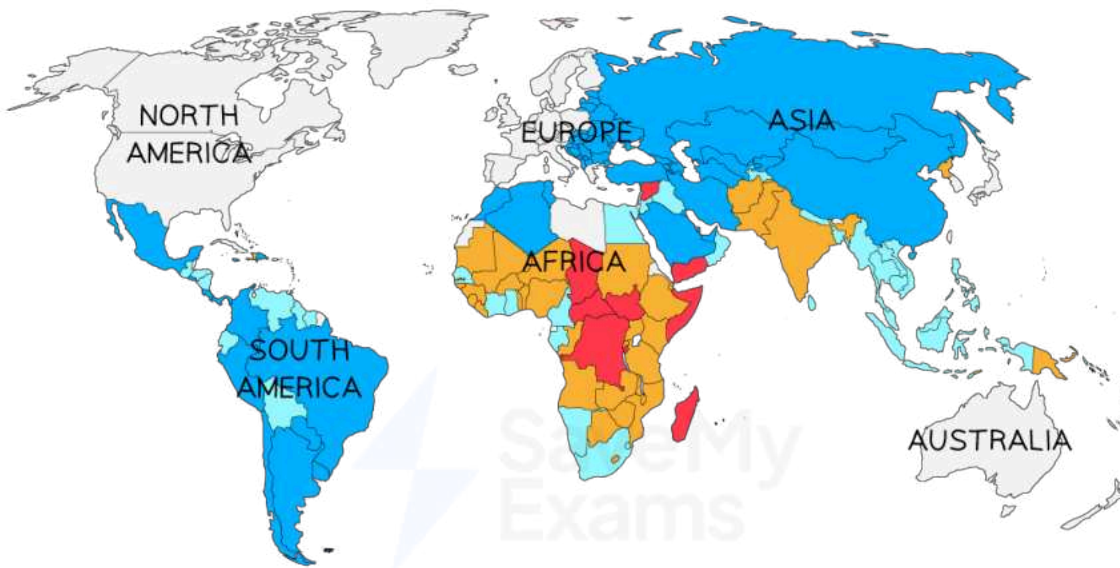 NORTH
AMERICA
EUROPE
ASIA
AFRICA
SOUTH
AMERICA
AUSTRALIA
Save My
Exams